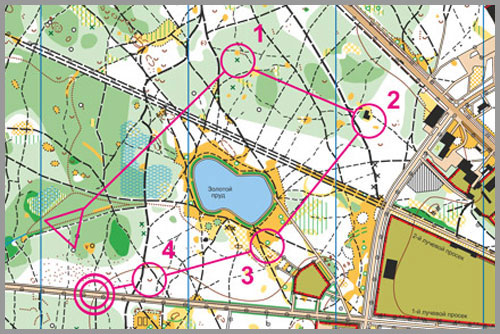 1
2
Золотой
пруд
2-й лучевой просек
4
3
1-й лучевой просек